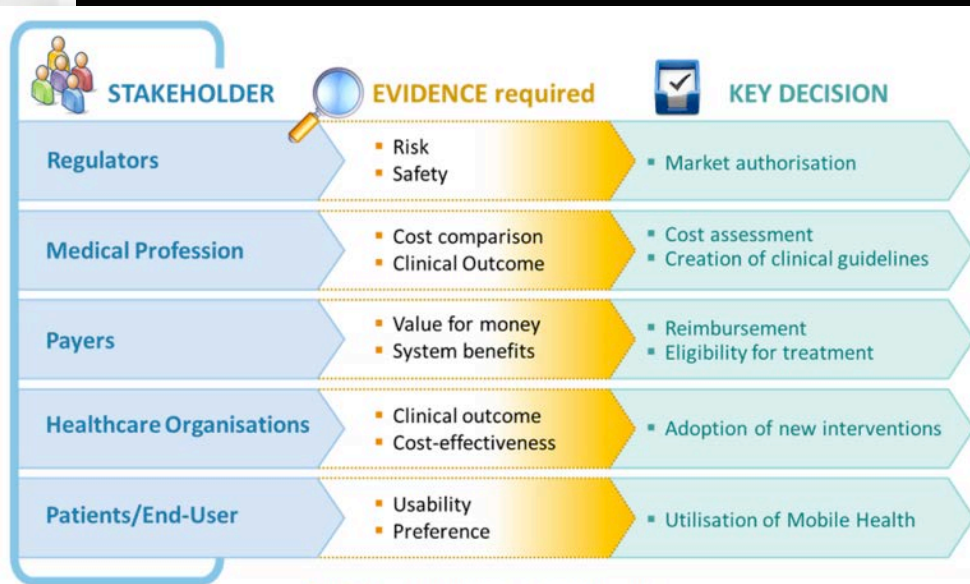 STAKEHOLDER EVIDENCE required KEY DECISION
Regulators
▪ Risk
▪ Safety
▪ Market authorisation
Medical Profession
▪ Cost comparison
▪ Clinical Outcome
▪ Cost assessment
▪ Creation of clinical guidelines
Payers
▪ Value for money
▪ System benefits
▪ Reimbursement
▪ Eligibility for treatment
Healthcare Organisations
▪ Clinical outcome
▪ Cost-effectiveness
▪ Adoption of new interventions
Patients/End-User
▪ Usability
▪ Preference
▪ Utilisation of Mobile Health